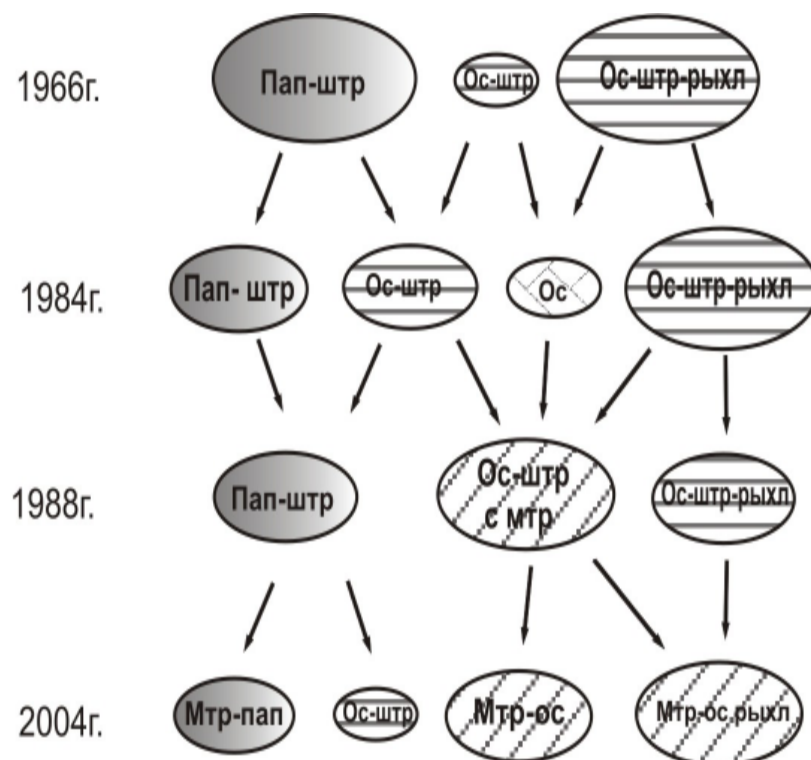 1966г.
Пап-штр
Ос-штр
Ос-штр-рыхл
1984г.
Пап- штр
Ос-штр
Ос
Ос-штр-рыхл
1988г.
Пап-штр
Ос-штр
с мтр
Ос-штр-рыхл
2004г.
Мтр-пап
Ос-штр
Мтр-ос
Мтр-ос рыхл